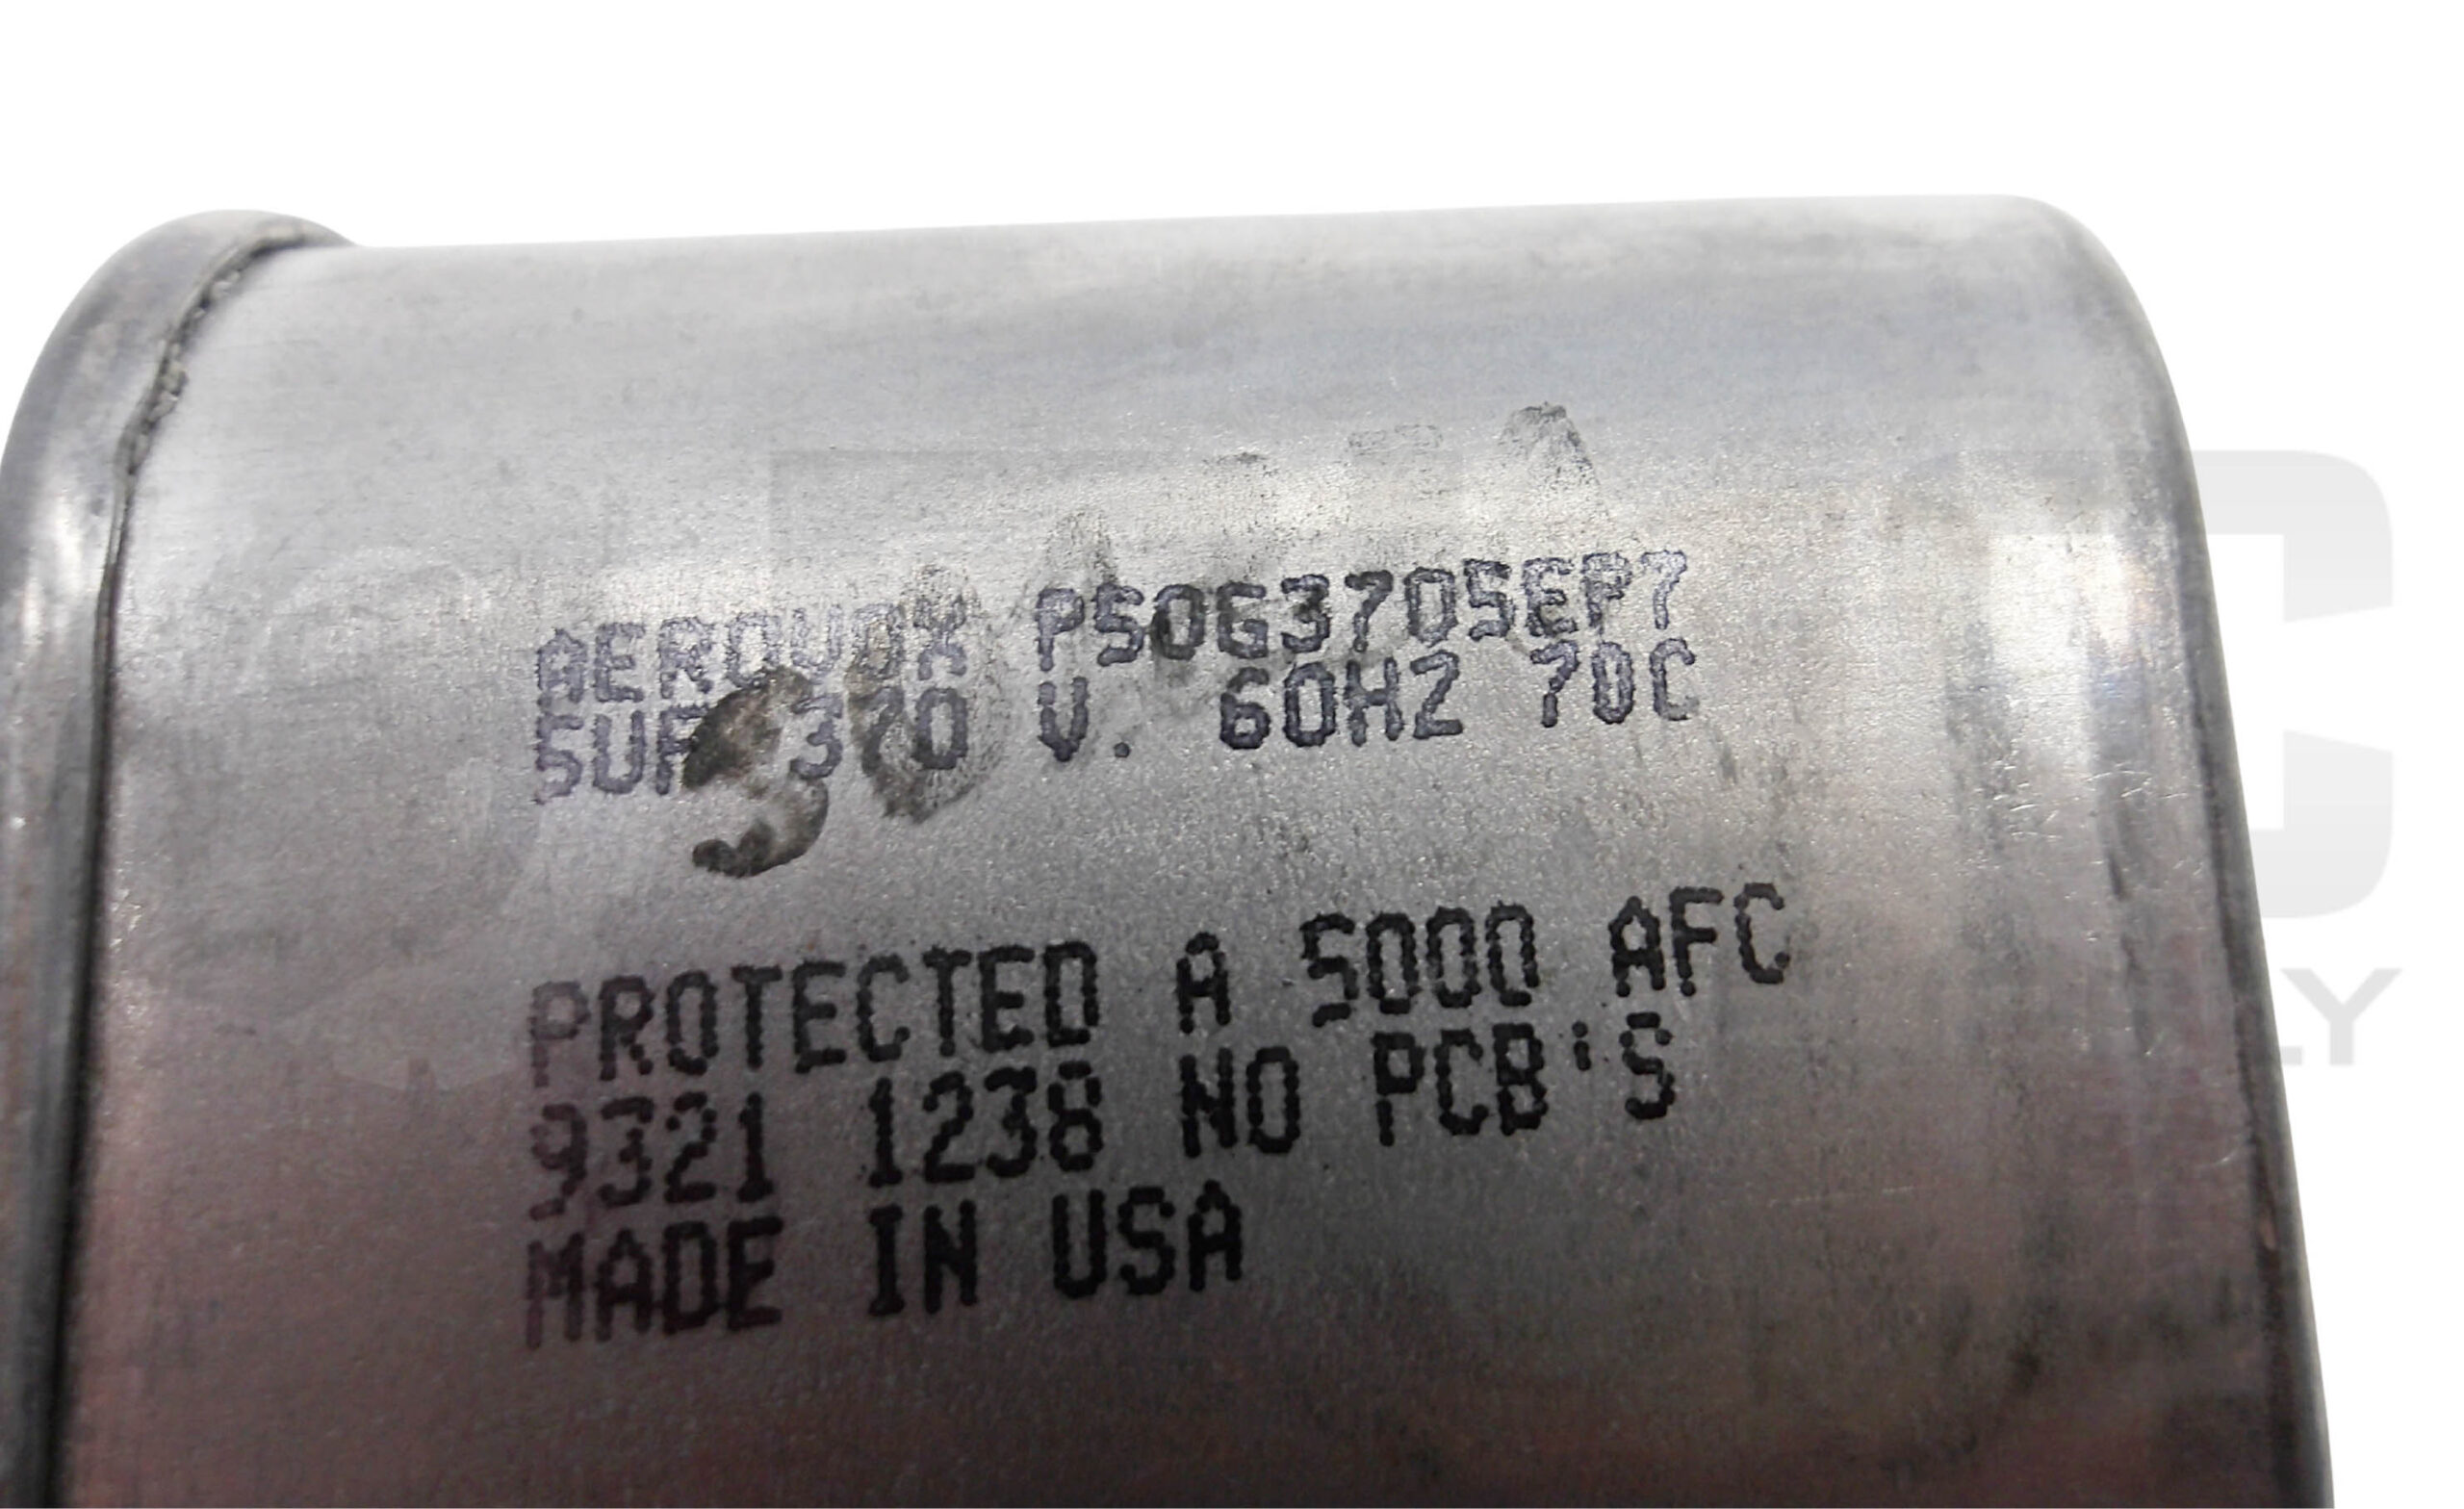 AEROVOX P50G3705EP7
5UF 370 V. 60HZ 70C
PROTECTED A 5000 AFC
9321 1238 NO PCB'S
MADE IN USA